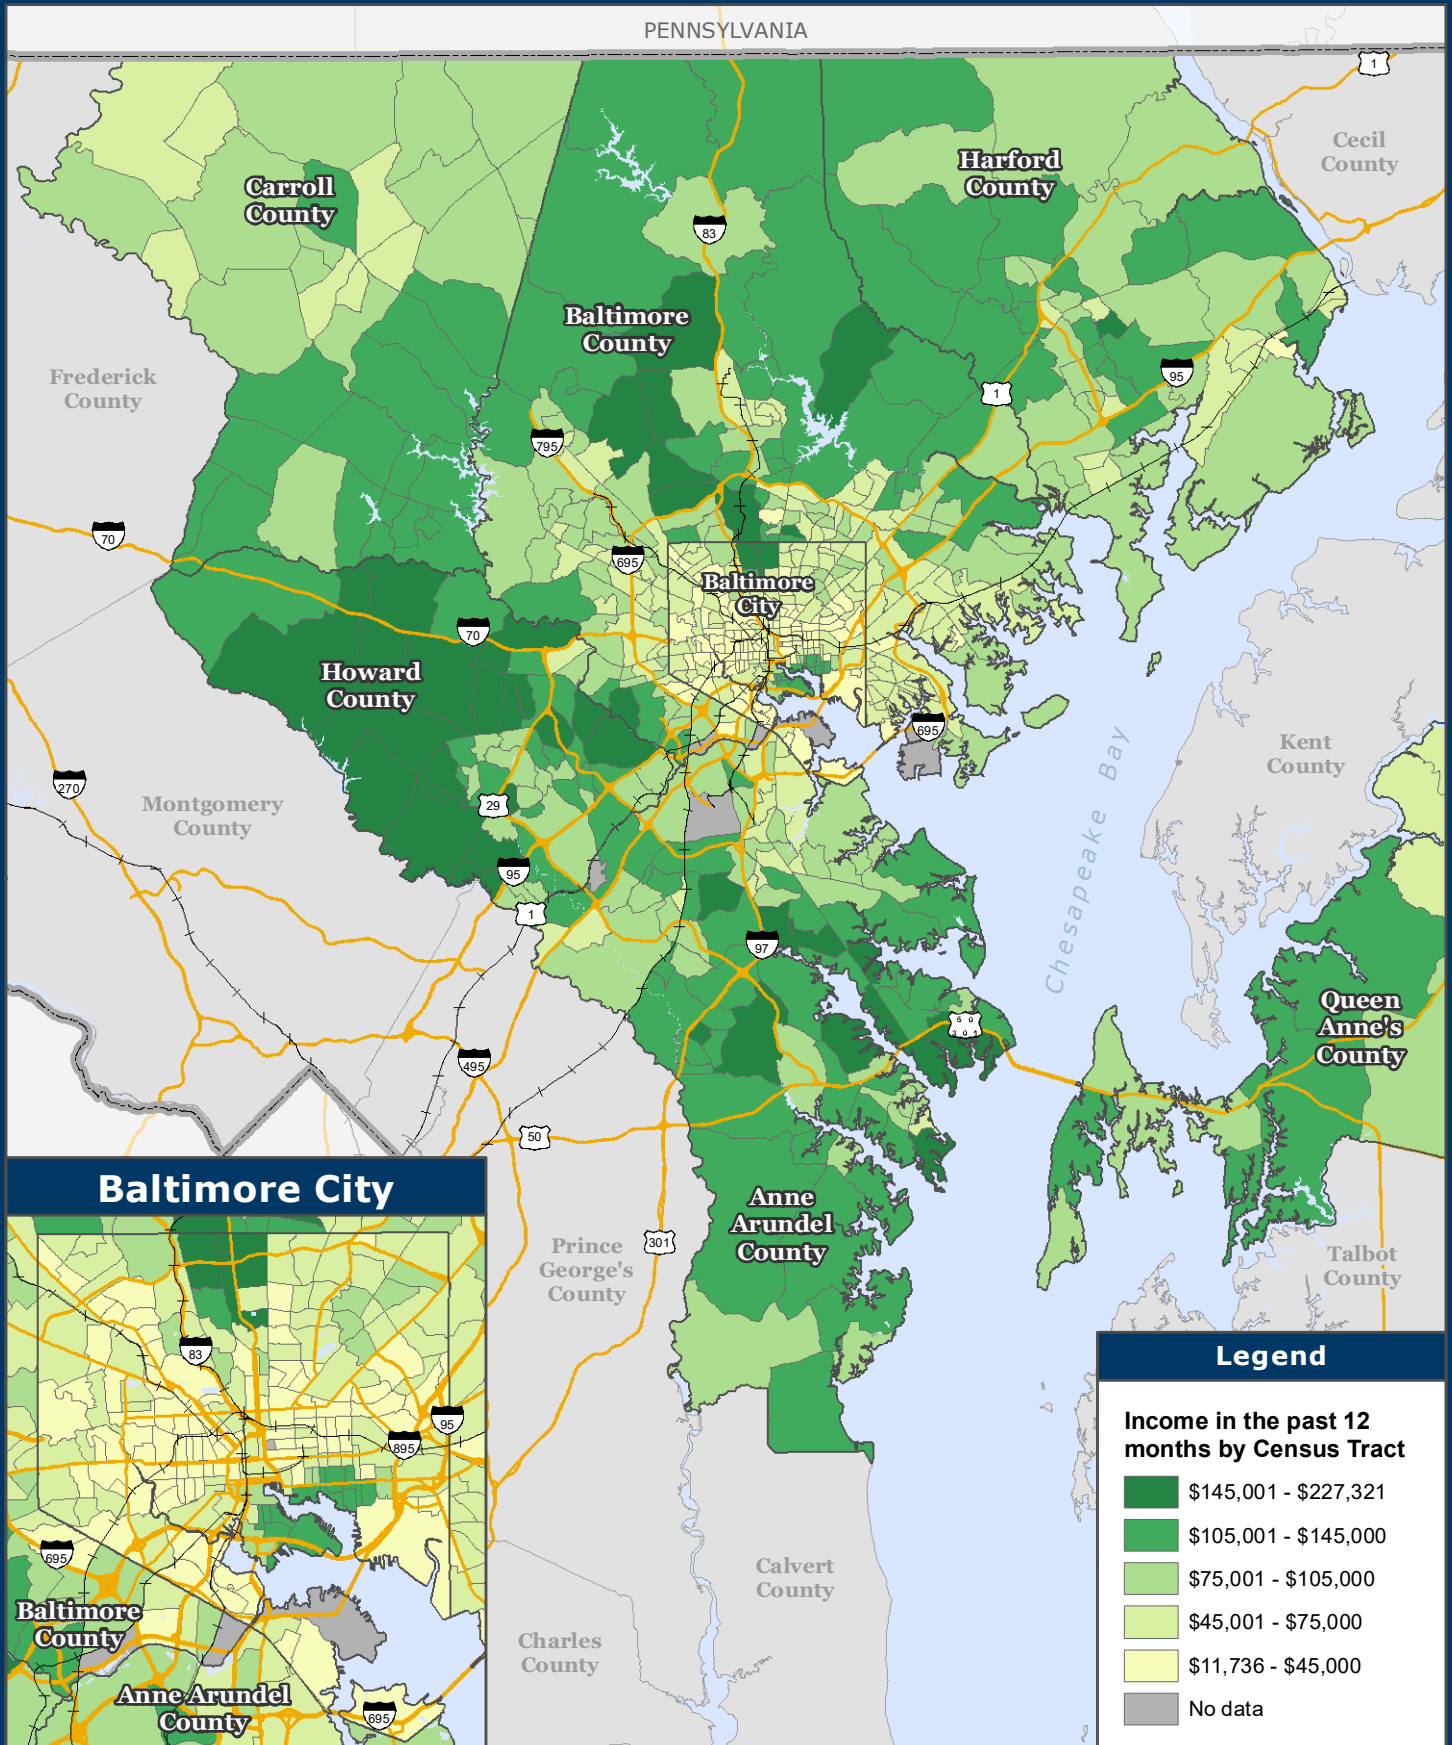 PENNSYLVANIA
1
Cecil
County
Harford
County
Carroll
County
83
Baltimore
County
Frederick
County
95
1
795
70
695
Baltimore
City
70
Howard
County
695
Kent
County
270
Montgomery
County
29
Chesapeake Bay
95
1
97
Queen
Anne's
County
50
301
495
50
Anne
Arundel
County
301
Prince
George's
County
Talbot
County
Calvert
County
Charles
County
Baltimore City
83
95
895
695
Baltimore
County
Anne Arundel
County
695
Legend
Income in the past 12
months by Census Tract
$145,001 - $227,321
$105,001 - $145,000
$75,001 - $105,000
$45,001 - $75,000
$11,736 - $45,000
No data